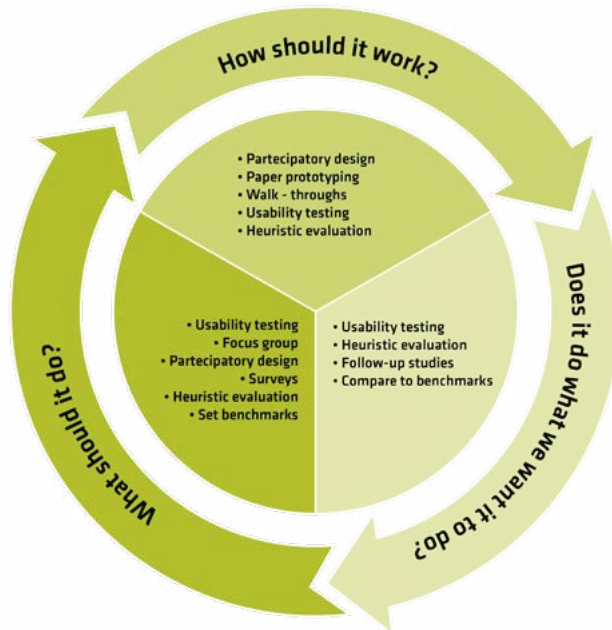 How should it work?
• Partecipatory design
• Paper prototyping
• Walk - throughs
• Usability testing
• Heuristic evaluation
Does it do what we want it to do?
• Usability testing
• Heuristic evaluation
• Follow-up studies
• Compare to benchmarks
What should it do?
• Usability testing
• Focus group
• Partecipatory design
• Surveys
• Heuristic evaluation
• Set benchmarks